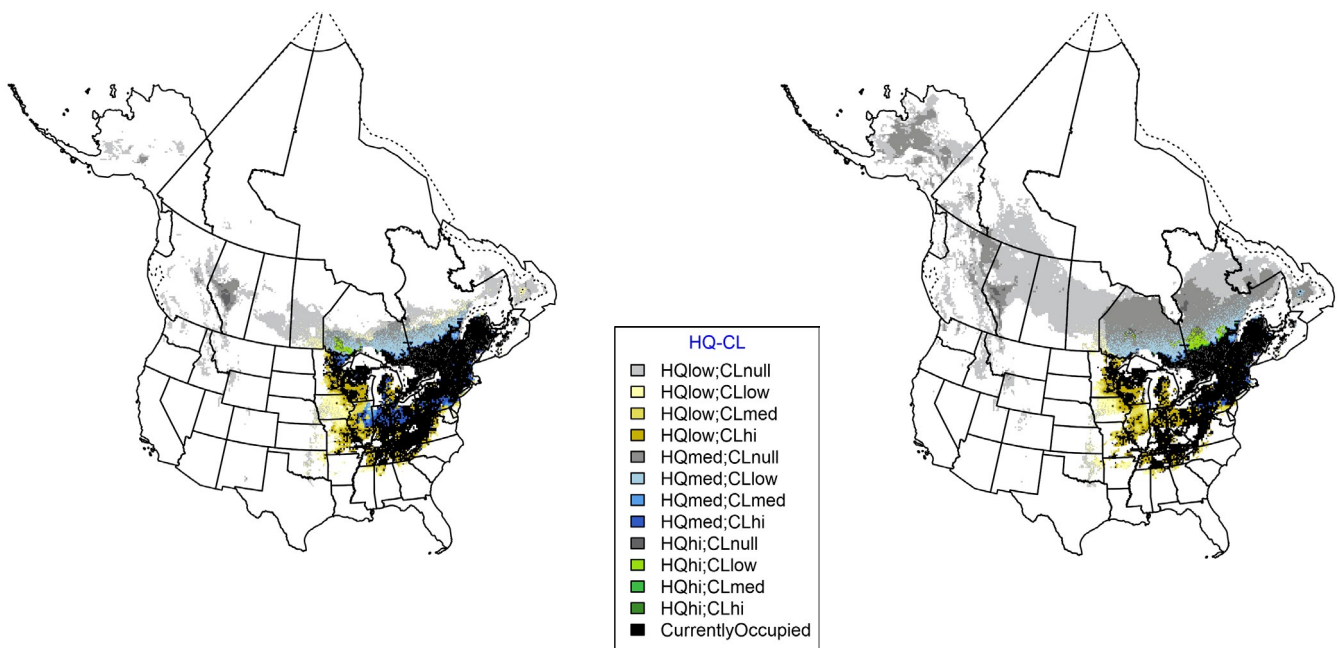 HQ-CL
HQlow;CLnull
HQlow;CLlow
HQlow;CLmed
HQlow;CLhi
HQmed;CLnull
HQmed;CLlow
HQmed;CLmed
HQmed;CLhi
HQhi;CLnull
HQhi;CLlow
HQhi;CLmed
HQhi;CLhi
CurrentlyOccupied